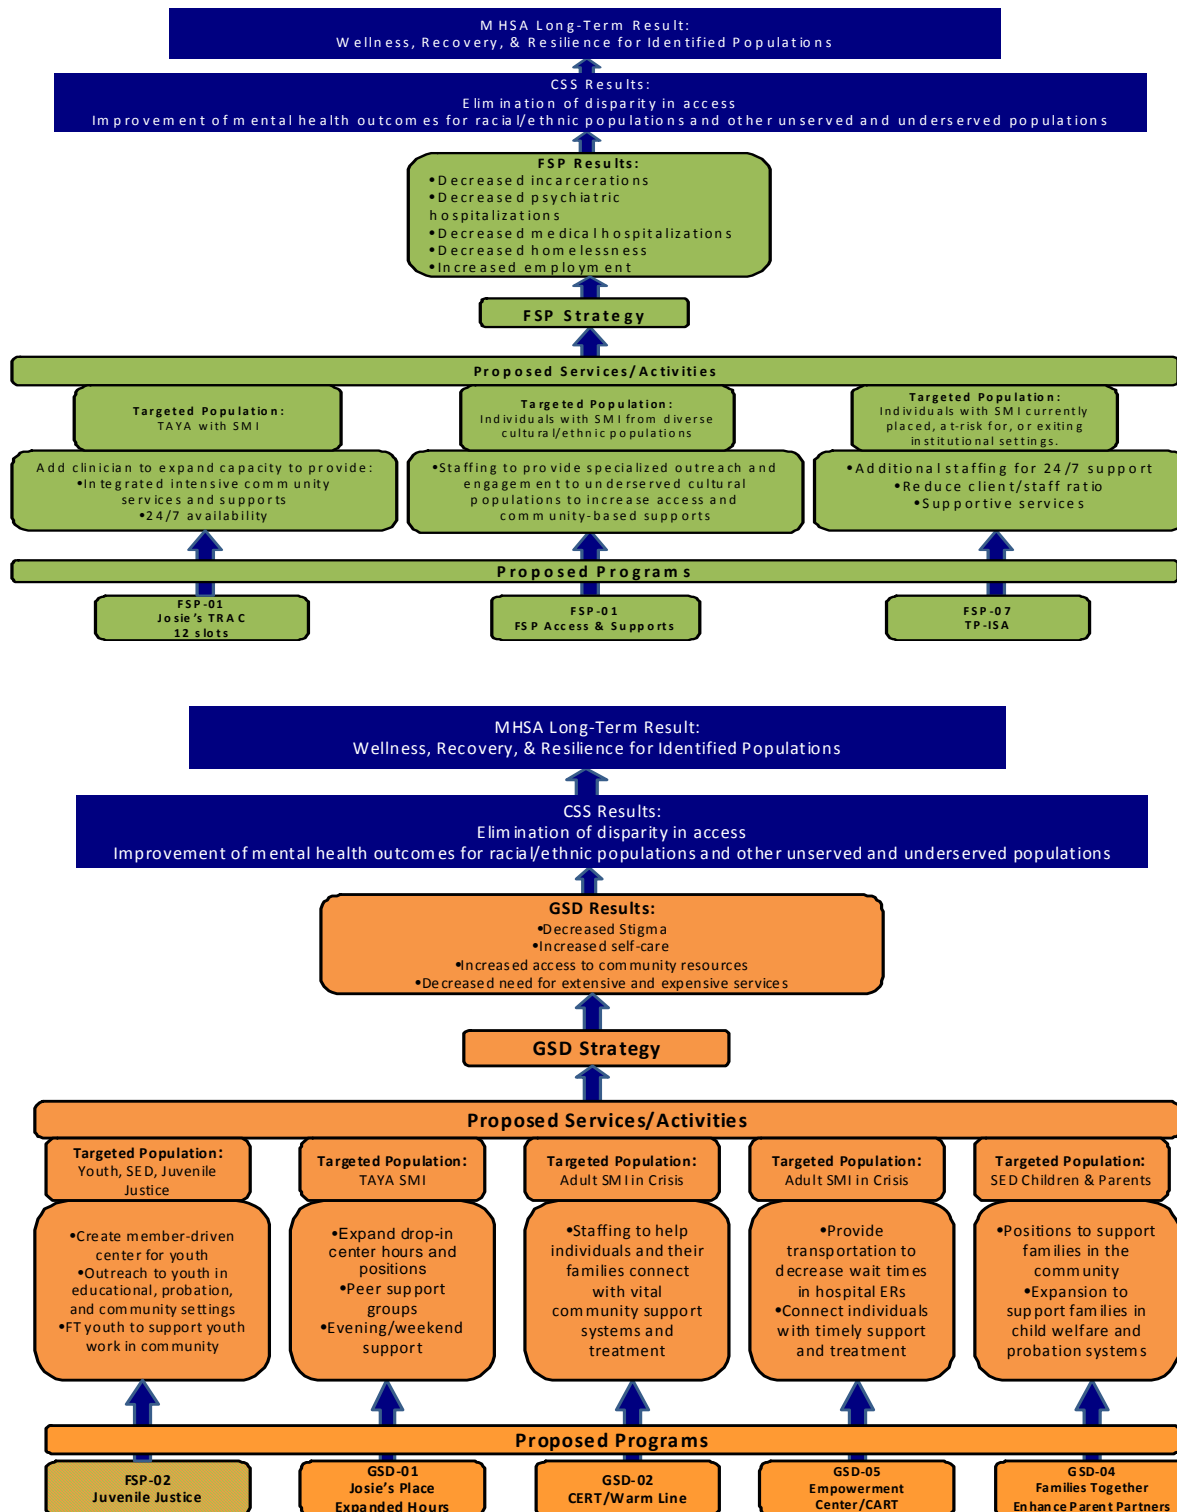 MHSA Long-Term Result:
Wellness, Recovery, & Resilience for Identified Populations
CSS Results:
Elimination of disparity in access
Improvement of mental health outcomes for racial/ethnic populations and other unserved and underserved populations
FSP Results:
•Decreased incarcerations
•Decreased psychiatric
hospitalizations
•Decreased medical hospitalizations
•Decreased homelessness
•Increased employment
FSP Strategy
Proposed Services/Activities
Targeted Population:
TAYA with SMI
Targeted Population:
Individuals with SMI from diverse
cultural/ethnic populations
Targeted Population:
Individuals with SMI currently
placed, at-risk for, or exiting
institutional settings.
Add clinician to expand capacity to provide:
•Integrated intensive community
services and supports
•24/7 availability
•Staffing to provide specialized outreach and
engagement to underserved cultural
populations to increase access and
community-based supports
•Additional staffing for 24/7 support
•Reduce client/staff ratio
•Supportive services
Proposed Programs
FSP-01
Josie's TRAC
12 slots
FSP-01
FSP Access & Supports
FSP-07
TP-ISA
MHSA Long-Term Result:
Wellness, Recovery, & Resilience for Identified Populations
CSS Results:
Elimination of disparity in access
Improvement of mental health outcomes for racial/ethnic populations and other unserved and underserved populations
GSD Results:
•Decreased Stigma
•Increased self-care
•Increased access to community resources
•Decreased need for extensive and expensive services
GSD Strategy
Proposed Services/Activities
Targeted Population:
Youth, SED, Juvenile
Justice
Targeted Population:
TAYA SMI
Targeted Population:
Adult SMI in Crisis
Targeted Population:
Adult SMI in Crisis
Targeted Population:
SED Children & Parents
•Create member-driven
center for youth
•Outreach to youth in
educational, probation,
and community settings
•FT youth to support youth
work in community
•Expand drop-in
center hours and
positions
•Peer support
groups
•Evening/weekend
support
•Staffing to help
individuals and their
families connect
with vital
community support
systems and
treatment
•Provide
transportation to
decrease wait times
in hospital ERs
•Connect individuals
with timely support
and treatment
•Positions to support
families in the
community
•Expansion to
support families in
child welfare and
probation systems
Proposed Programs
FSP-02
Juvenile Justice
GSD-01
Josie's Place
Expanded Hours
GSD-02
CERT/Warm Line
GSD-05
Empowerment
Center/CART
GSD-04
Families Together
Enhance Parent Partners